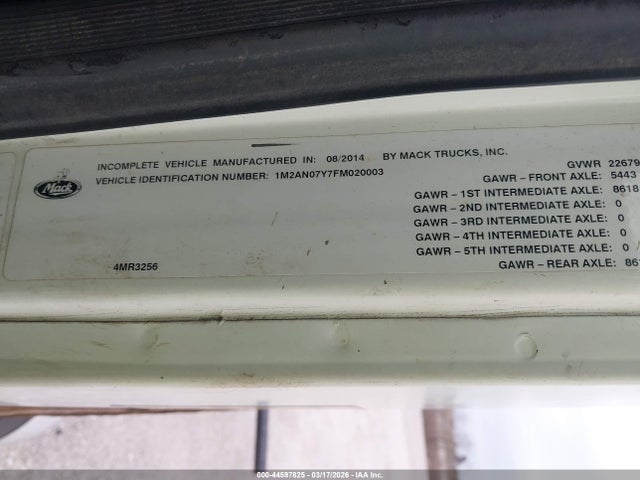 INCOMPLETE VEHICLE MANUFACTURED IN: 08/2014 BY MACK TRUCKS, INC.
VEHICLE IDENTIFICATION NUMBER: 1M2AN07Y7FM020003
Mack
GVWR 22679
GAWR - FRONT AXLE: 5443
GAWR - 1ST INTERMEDIATE AXLE: 8618
GAWR - 2ND INTERMEDIATE AXLE: 0
GAWR - 3RD INTERMEDIATE AXLE: 0
GAWR - 4TH INTERMEDIATE AXLE: 0
GAWR - 5TH INTERMEDIATE AXLE: 0 /
GAWR - REAR AXLE: 861
4MR3256
000-44597825 - 03/17/2026 - IAA Inc.